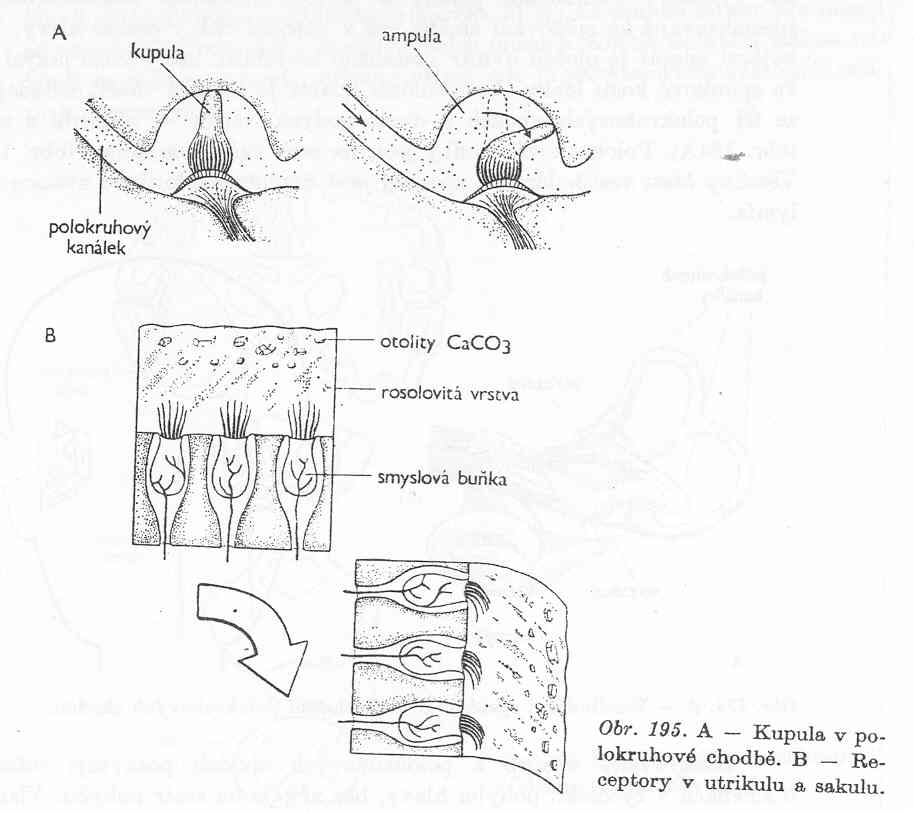 A
kupula
ampula
polokruhový
kanálek
B
otolity CaCO3
rosolovitá vrstva
smyslová buňka
Obr. 195. A — Kupula v po-
lokruhové chodbě. B — Re-
ceptory v utrikulu a sakulu.